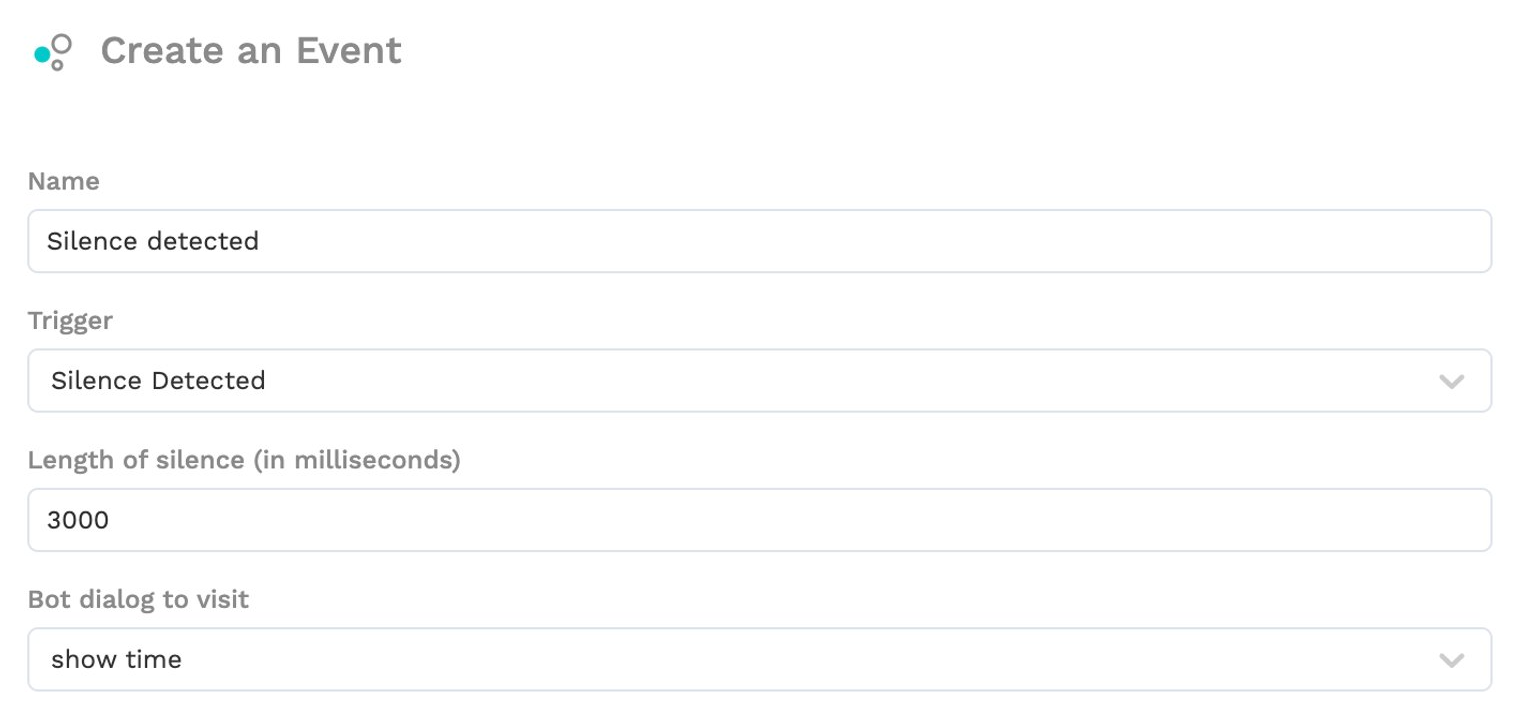 Create an Event
Name
Silence detected
Trigger
Silence Detected
Length of silence (in milliseconds)
3000
Bot dialog to visit
show time